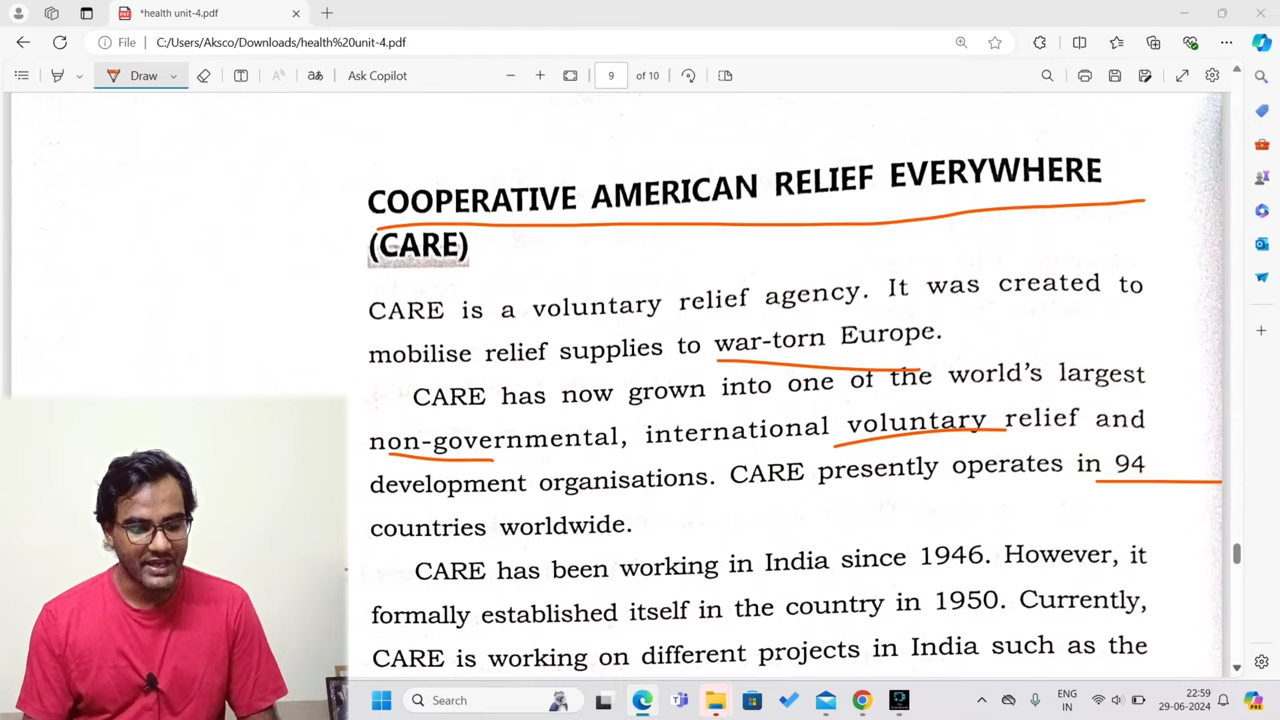 *health unit-4.pdf
File
C:/Users/Aksco/Downloads/health%20unit-4.pdf
Draw
aあ
Ask Copilot
9 of 10
COOPERATIVE AMERICAN RELIEF EVERYWHERE
(CARE)
CARE is a voluntary relief agency. It was created to
mobilise relief supplies to war-torn Europe.
CARE has now grown into one of the world's largest
non-governmental, international voluntary relief and
development organisations. CARE presently operates in 94
countries worldwide.
CARE has been working in India since 1946. However, it
formally established itself in the country in 1950. Currently,
CARE is working on different projects in India such as the
Search
ENG
IN
22:59
29-06-2024